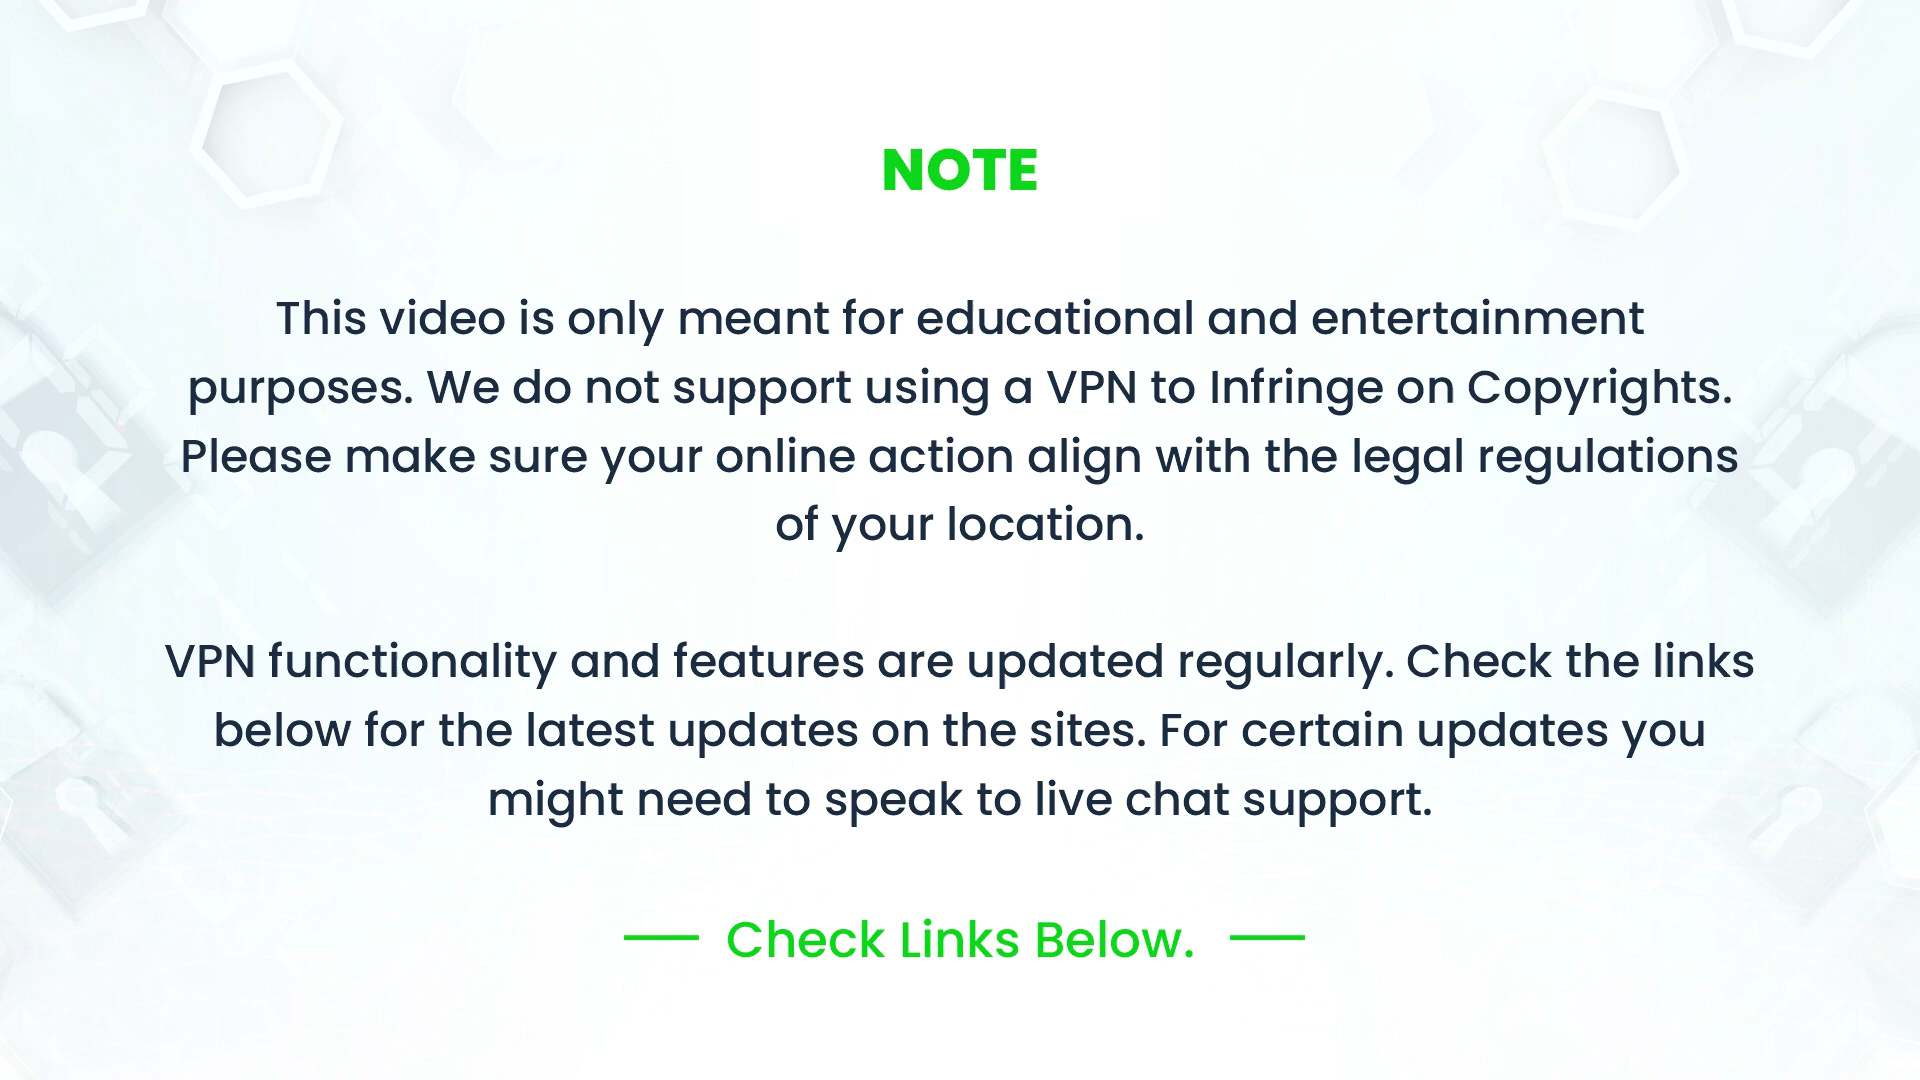 NOTE
This video is only meant for educational and entertainment
purposes. We do not support using a VPN to Infringe on Copyrights.
Please make sure your online action align with the legal regulations
of your location.
VPN functionality and features are updated regularly. Check the links
below for the latest updates on the sites. For certain updates you
might need to speak to live chat support.
Check Links Below.